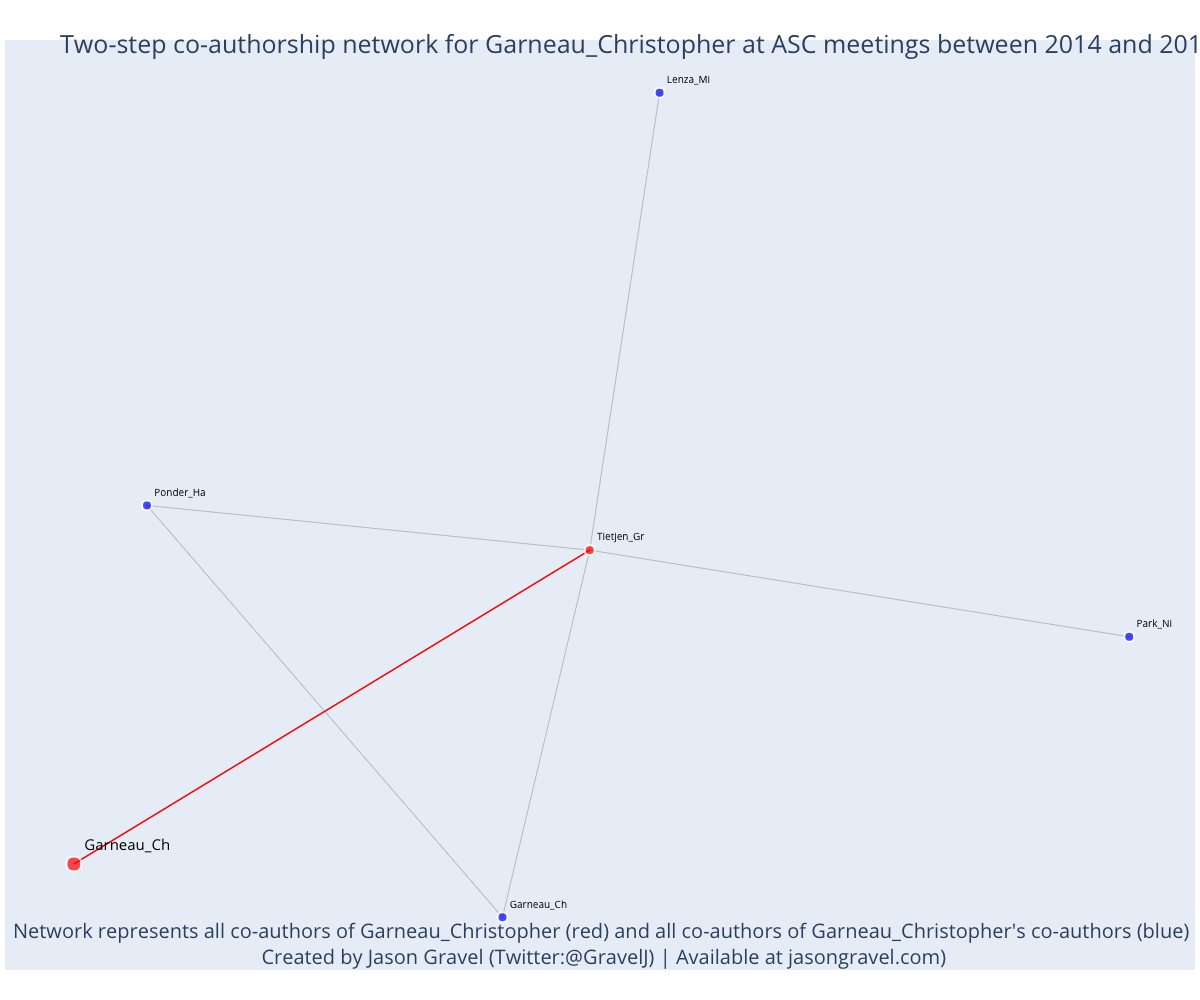 Two-step co-authorship network for Garneau_Christopher at ASC meetings between 2014 and 201
Lenza_Mi
Ponder_Ha
Tietjen_Gr
Park_Ni
Garneau_Ch
Garneau_Ch
Network represents all co-authors of Garneau_Christopher (red) and all co-authors of Garneau_Christopher's co-authors (blue)
Created by Jason Gravel (Twitter:@GravelJ) | Available at jasongravel.com)